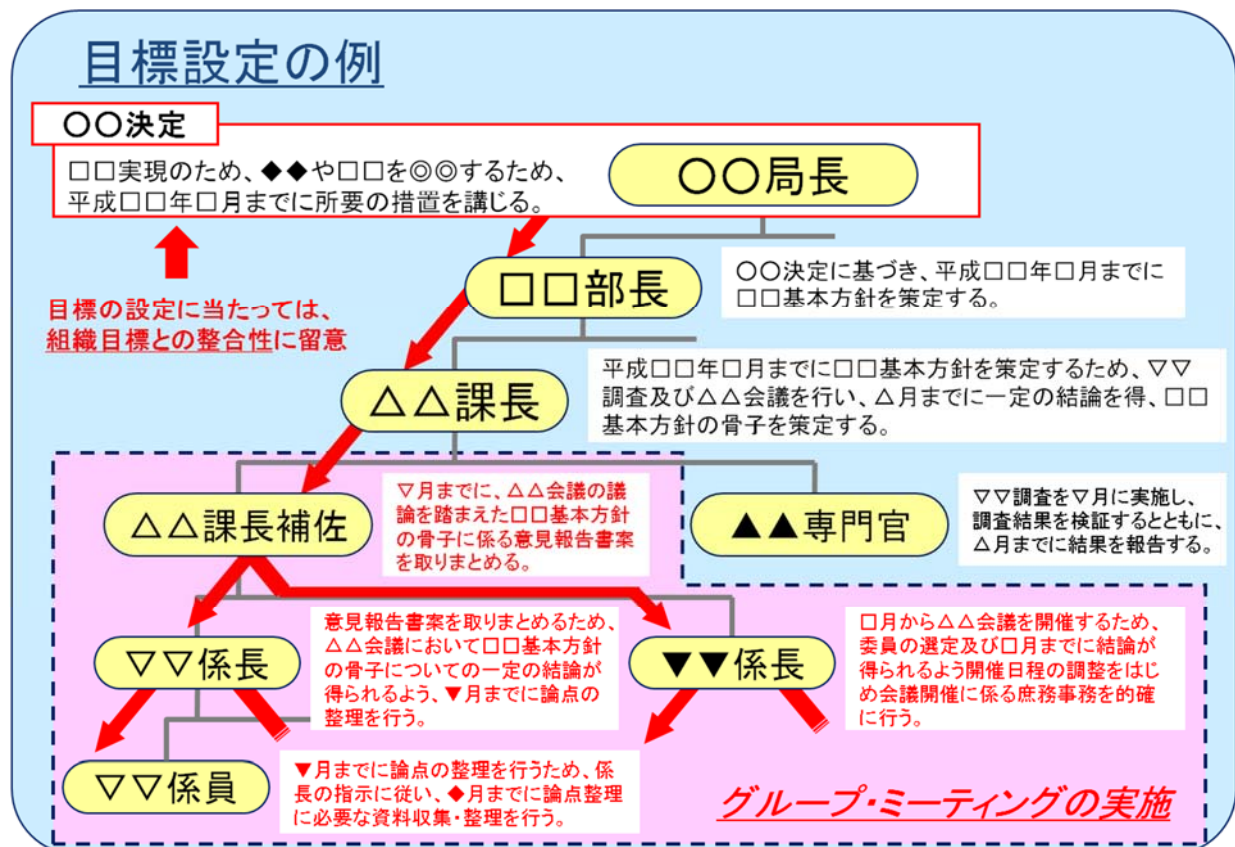 目標設定の例
〇〇決定
□□実現のため、◆◆や□□を◎◎するため、
平成□□年□月までに所要の措置を講じる。
〇〇局長
目標の設定に当たっては、
組織目標との整合性に留意
□□部長
〇〇決定に基づき、平成□□年□月までに
□□基本方針を策定する。
△△課長
平成□□年□月までに□□基本方針を策定するため、▽▽
調査及び△△会議を行い、△月までに一定の結論を得、□□
基本方針の骨子を策定する。
△△課長補佐
▽月までに、△△会議の議
論を踏まえた□□基本方針
の骨子に係る意見報告書案
を取りまとめる。
▲▲専門官
▽▽調査を▽月に実施し、
調査結果を検証するとともに、
△月までに結果を報告する。
▽▽係長
意見報告書案を取りまとめるため、
△△会議において□□基本方針
の骨子についての一定の結論が
得られるよう、▼月までに論点の
整理を行う。
▼▼係長
□月から△△会議を開催するため、
委員の選定及び□月までに結論が
得られるよう開催日程の調整をはじ
め会議開催に係る庶務事務を的確
に行う。
▽▽係員
▼月までに論点の整理を行うため、係
長の指示に従い、◆月までに論点整理
に必要な資料収集・整理を行う。
グループ・ミーティングの実施